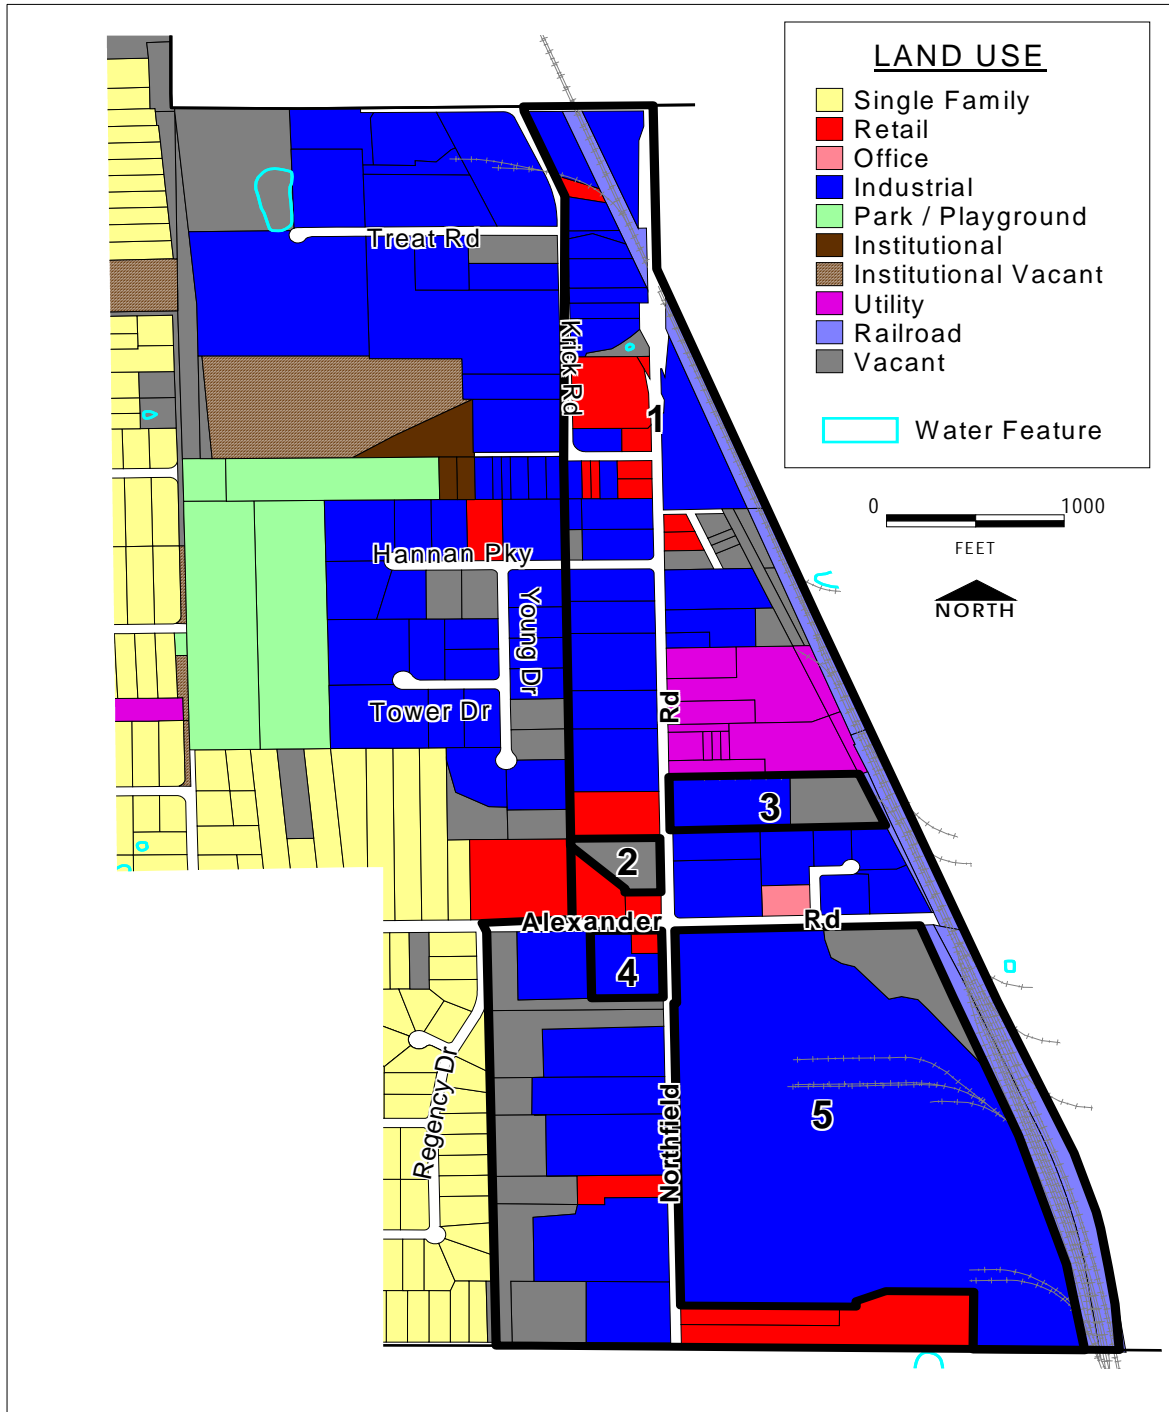 LAND USE
Single Family
Retail
Office
Industrial
Park / Playground
Institutional
Institutional Vacant
Utility
Railroad
Vacant
Water Feature
0 1000
FEET
NORTH
Treat Rd
Krick Rd
1
Hannan Pky
Young Dr
Tower Dr
Rd
3
2
Alexander Rd
4
Regency Dr
Northfield
5